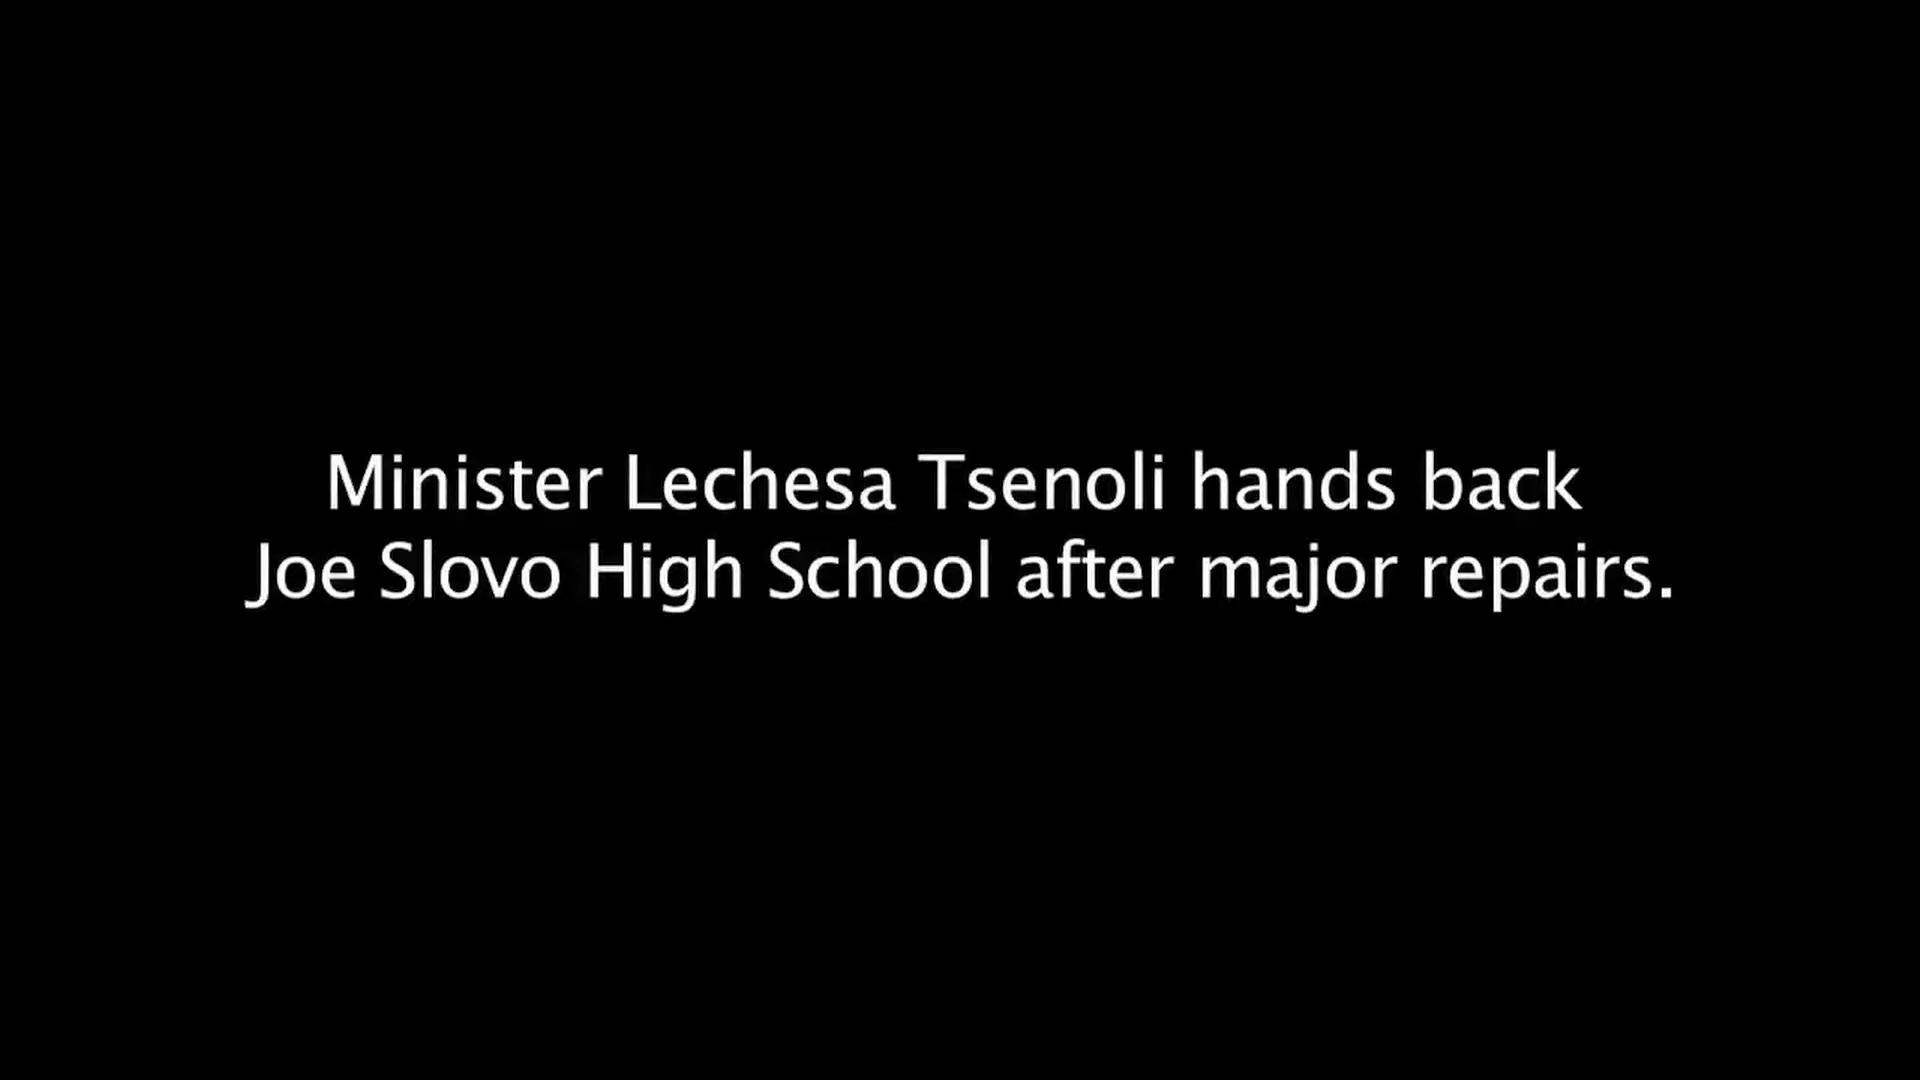 Minister Lechesa Tsenoli hands back
Joe Slovo High School after major repairs.